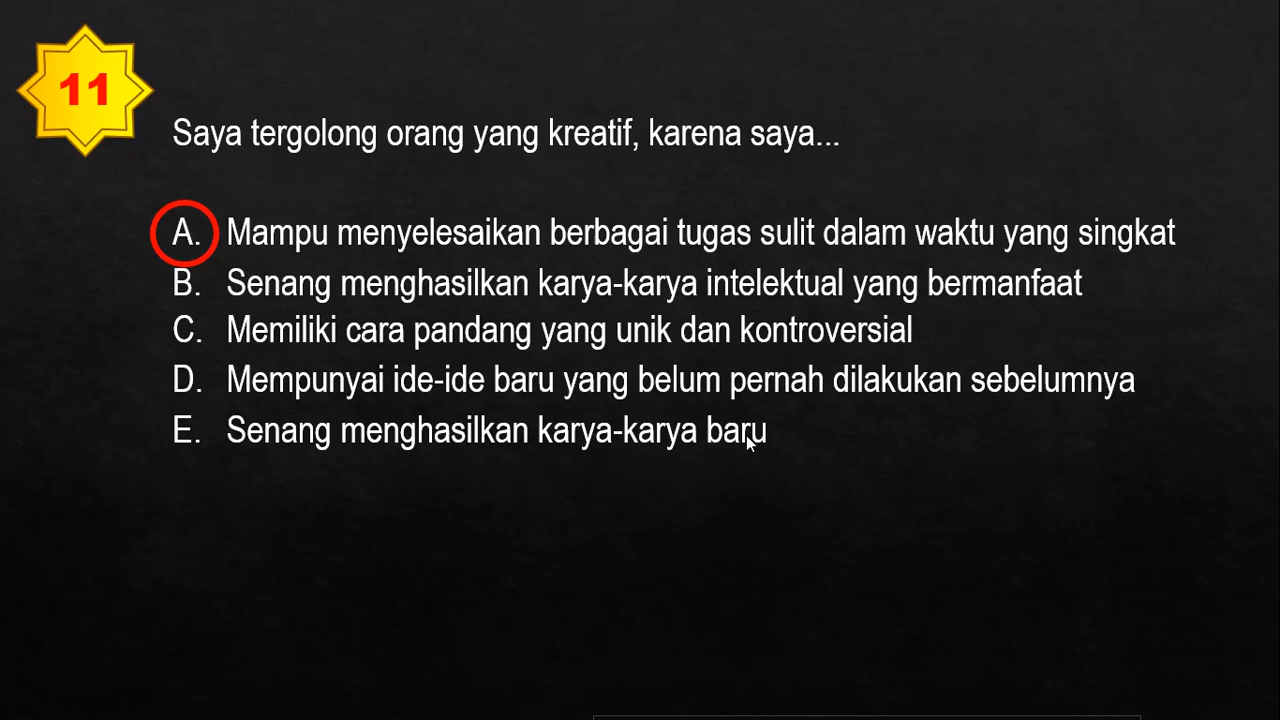 11
Saya tergolong orang yang kreatif, karena saya...
A. Mampu menyelesaikan berbagai tugas sulit dalam waktu yang singkat
B. Senang menghasilkan karya-karya intelektual yang bermanfaat
C. Memiliki cara pandang yang unik dan kontroversial
D. Mempunyai ide-ide baru yang belum pernah dilakukan sebelumnya
E. Senang menghasilkan karya-karya baru